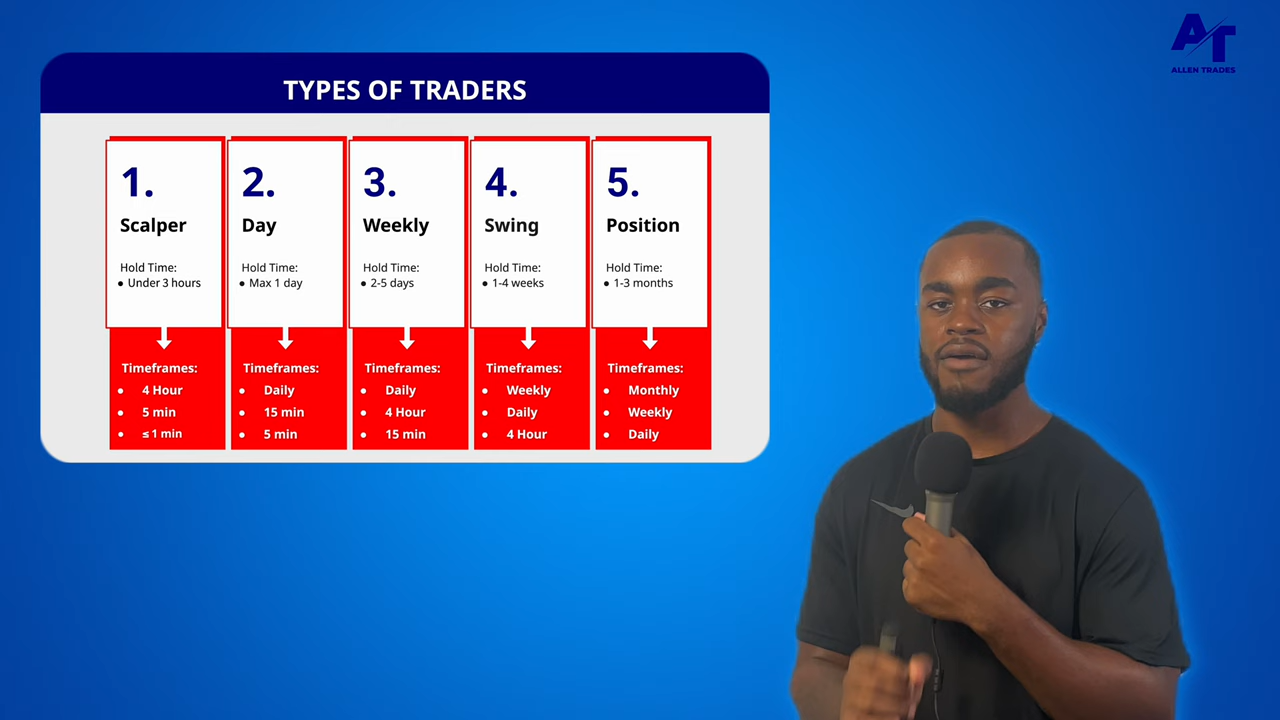 AT
ALLEN TRADES
TYPES OF TRADERS
1.
Scalper
Hold Time:
● Under 3 hours
Timeframes:
● 4 Hour
● 5 min
● ≤ 1 min
2.
Day
Hold Time:
● Max 1 day
Timeframes:
● Daily
● 15 min
● 5 min
3.
Weekly
Hold Time:
● 2-5 days
Timeframes:
● Daily
● 4 Hour
● 15 min
4.
Swing
Hold Time:
● 1-4 weeks
Timeframes:
● Weekly
● Daily
● 4 Hour
5.
Position
Hold Time:
● 1-3 months
Timeframes:
● Monthly
● Weekly
● Daily